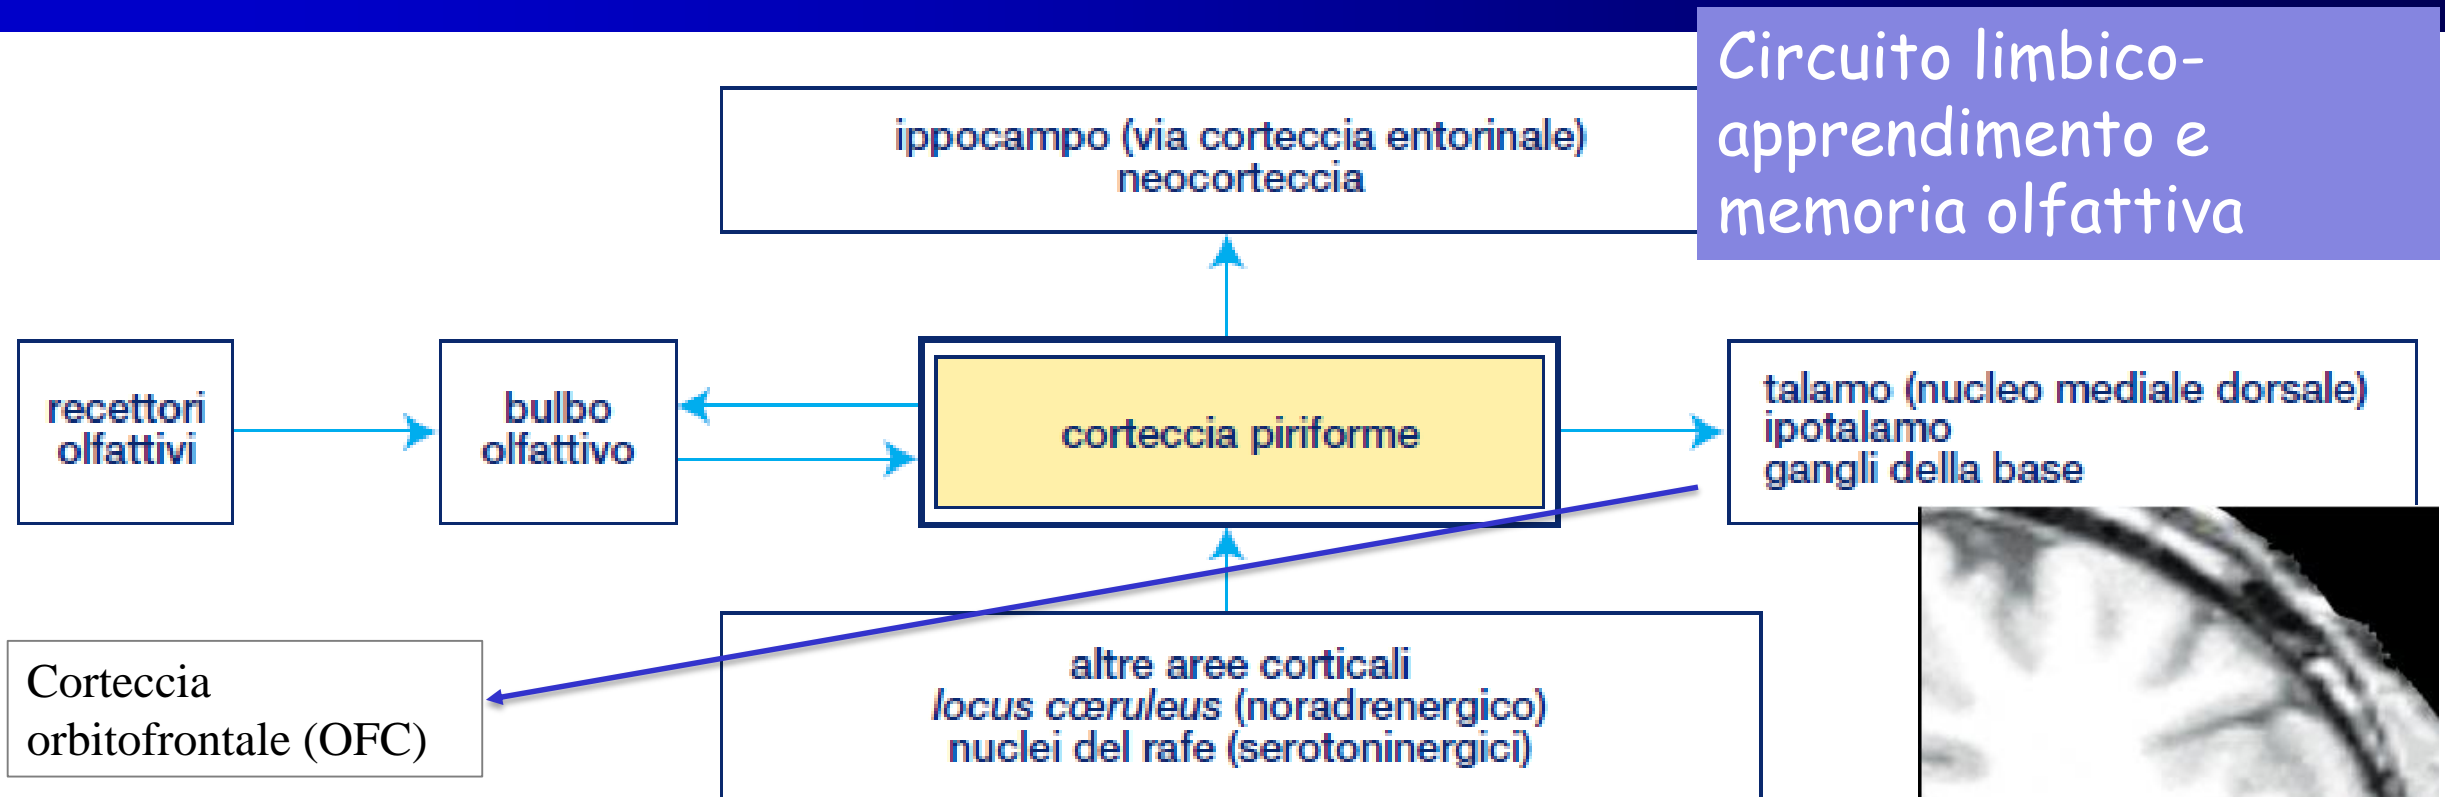 Circuito limbico-
apprendimento e
memoria olfattiva
ippocampo (via corteccia entorinale)
neocorteccia
recettori
olfattivi
bulbo
olfattivo
corteccia piriforme
talamo (nucleo mediale dorsale)
ipotalamo
gangli della base
Corteccia
orbitofrontale (OFC)
altre aree corticali
locus cœruleus (noradrenergico)
nuclei del rafe (serotoninergici)